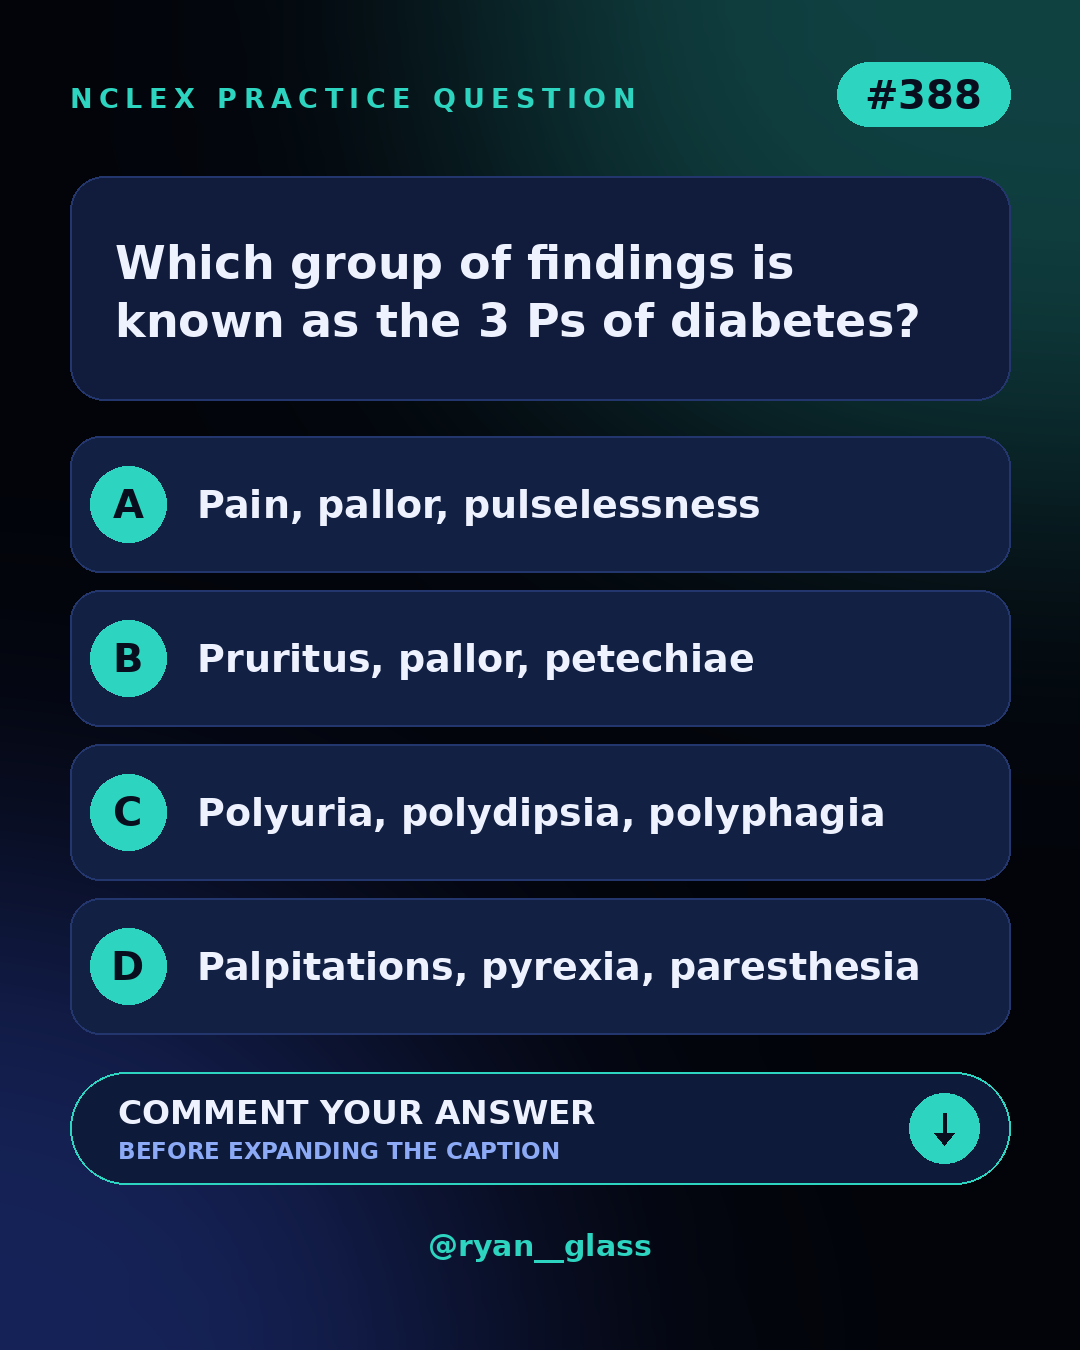 NCLEX PRACTICE QUESTION
#388
Which group of findings is
known as the 3 Ps of diabetes?
A
Pain, pallor, pulselessness
B
Pruritus, pallor, petechiae
C
Polyuria, polydipsia, polyphagia
D
Palpitations, pyrexia, paresthesia
COMMENT YOUR ANSWER
BEFORE EXPANDING THE CAPTION
@ryan__glass